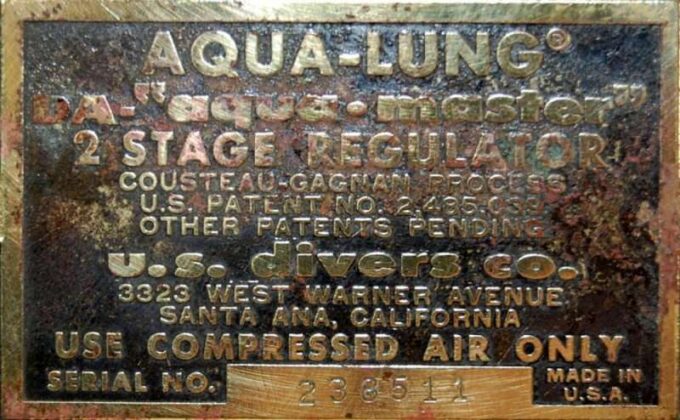 AQUA-LUNG®
DA-"aqua•master"
2 STAGE REGULATOR
COUSTEAU-GAGNAN PROCESS
U.S. PATENT NO. 2,485,039
OTHER PATENTS PENDING
u.s. divers co.
3323 WEST WARNER AVENUE
SANTA ANA, CALIFORNIA
USE COMPRESSED AIR ONLY
SERIAL NO. 238511
MADE IN
U.S.A.